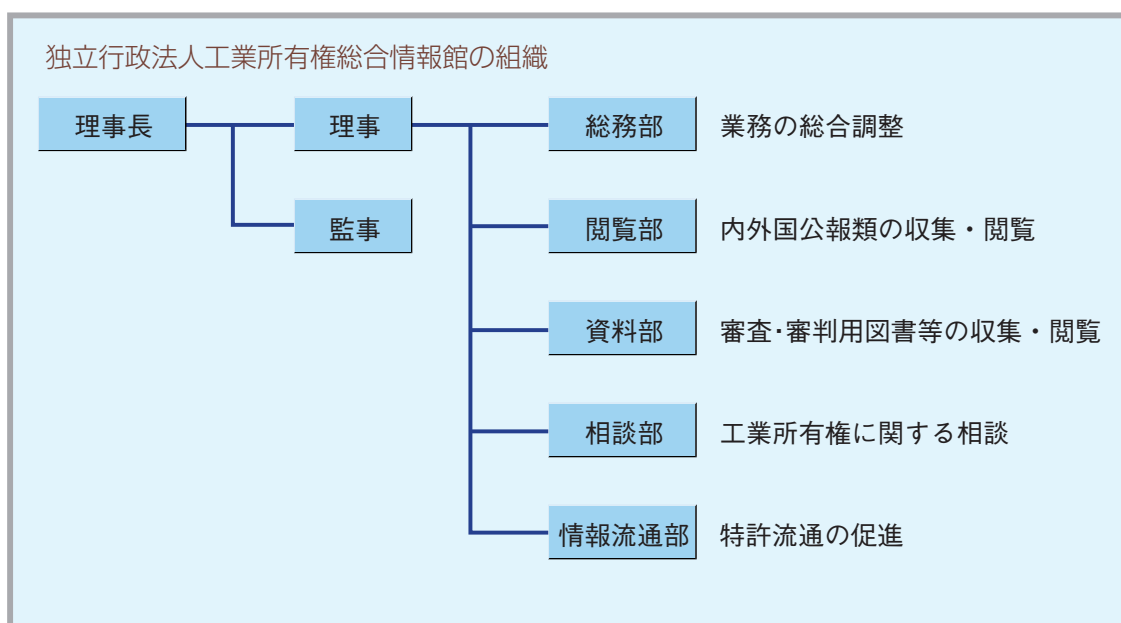 独立行政法人工業所有権総合情報館の組織
理事長
理事
総務部 業務の総合調整
監事
閲覧部 内外国公報類の収集・閲覧
資料部 審査・審判用図書等の収集・閲覧
相談部 工業所有権に関する相談
情報流通部 特許流通の促進